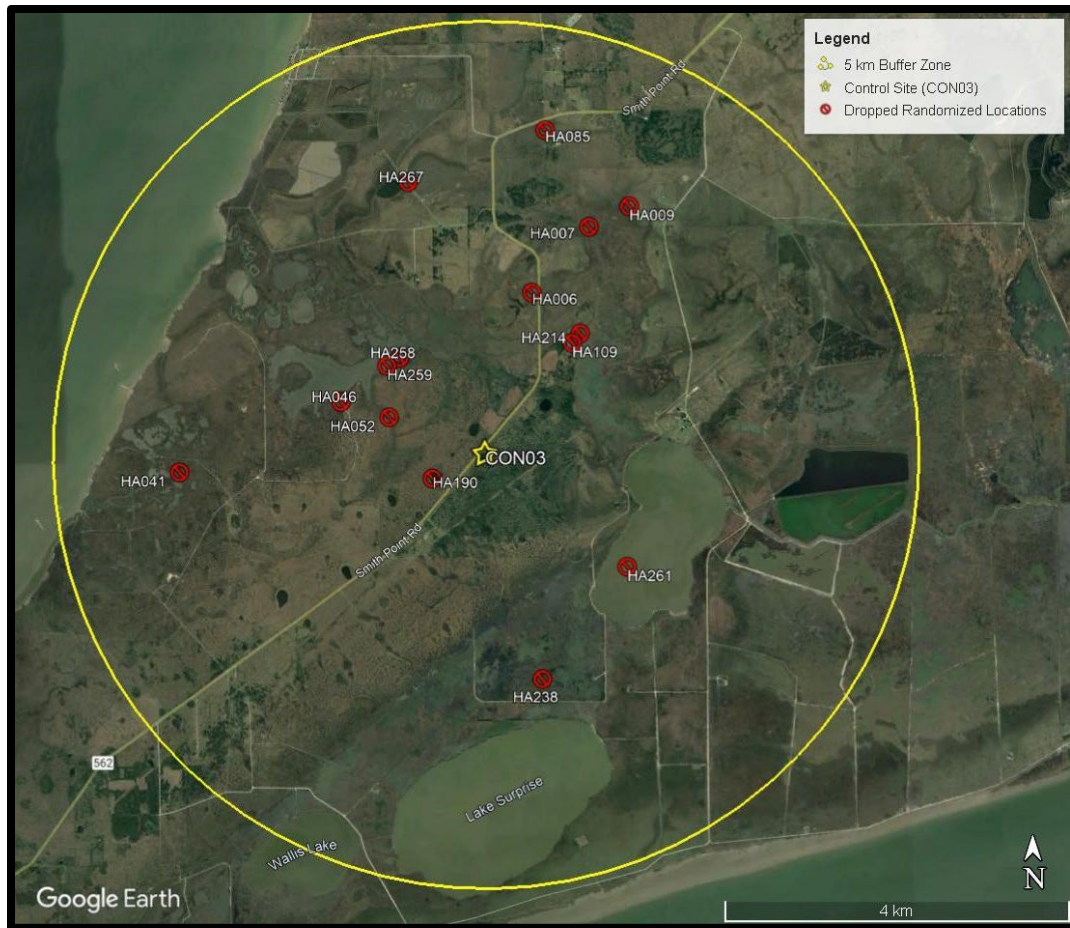 Legend
5 km Buffer Zone
Control Site (CON03)
Dropped Randomized Locations
Smith Point Rd
HA085
HA267
HA009
HA007
HA006
HA214
HA109
HA258
HA259
HA046
HA052
CON03
HA041
HA190
Smith Point Rd
HA261
HA238
562
Lake Surprise
Wallis Lake
N
Google Earth
4 km